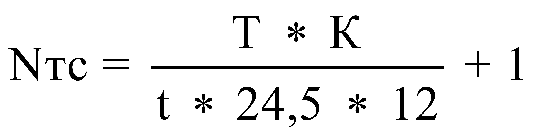 Nтс = Т * К / t * 24,5 * 12 + 1